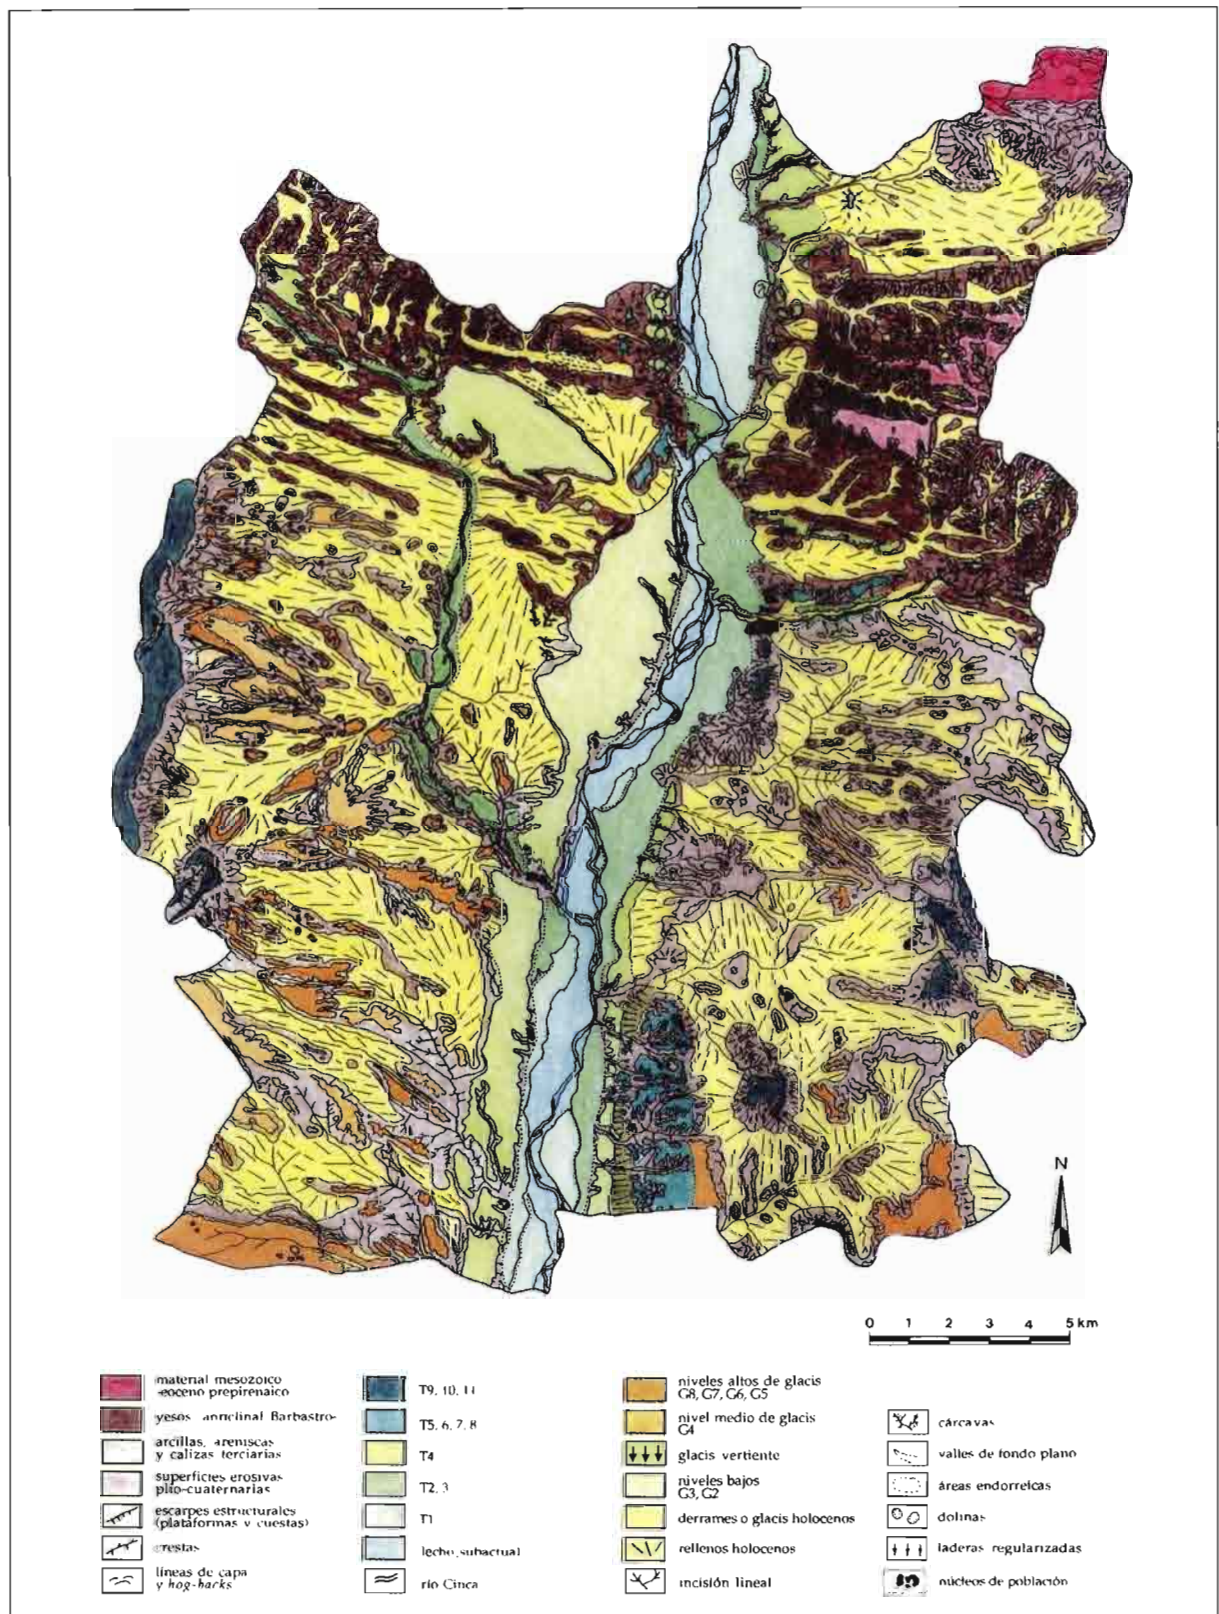 N
0 1 2 3 4 5 km
material mesozoico
-eoceno prepirenaico
yesos anticlinal Barbastro-
arcillas, areniscas
y calizas terciarias
superficies erosivas
plio-cuaternarias
escarpes estructurales
(plataformas y cuestas)
crestas
líneas de capa
y hog-backs
T9, 10, 11
T5, 6, 7, 8
T4
T2, 3
T1
lecho subactual
río Cinca
niveles altos de glacis
G8, G7, G6, G5
nivel medio de glacis
G4
glacis vertiente
niveles bajos
G3, G2
derrames o glacis holocenos
rellenos holocenos
incisión lineal
cárcavas
valles de fondo plano
áreas endorreicas
dolinas
laderas regularizadas
núcleos de población